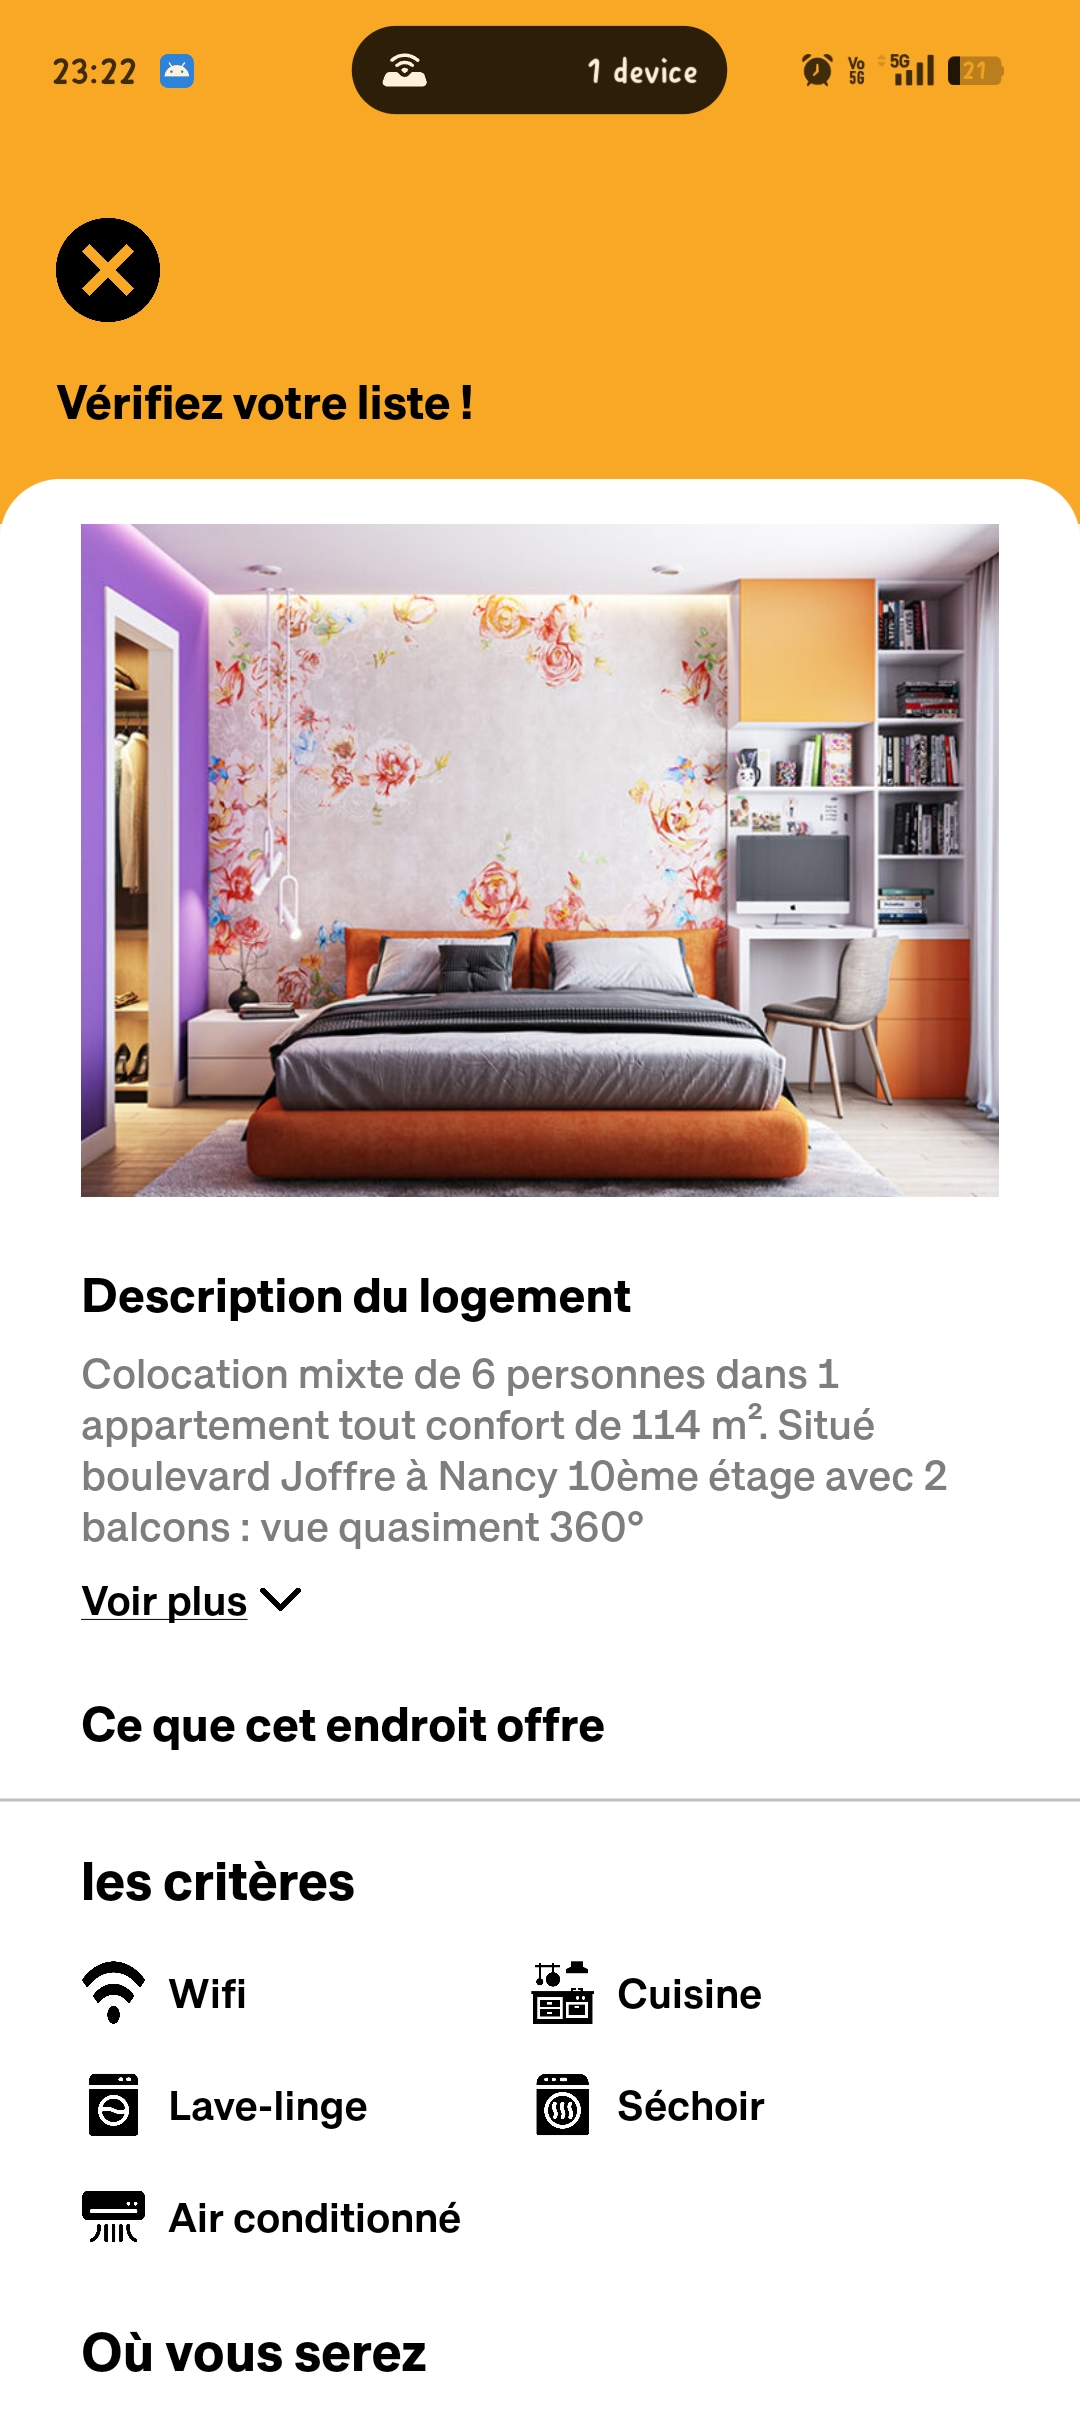 23:22
1 device
Vo
5G
5G
21
Vérifiez votre liste !
Description du logement
Colocation mixte de 6 personnes dans 1
appartement tout confort de 114 m². Situé
boulevard Joffre à Nancy 10ème étage avec 2
balcons : vue quasiment 360°
Voir plus
Ce que cet endroit offre
les critères
Wifi
Cuisine
Lave-linge
Séchoir
Air conditionné
Où vous serez